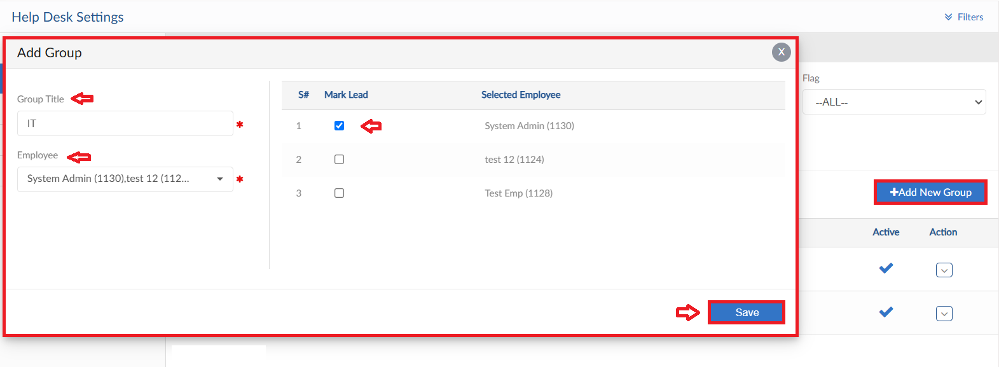 Help Desk Settings
Filters
Add Group
X
Group Title
IT
*
Employee
System Admin (1130),test 12 (112...
*
S# Mark Lead Selected Employee
1 System Admin (1130)
2 test 12 (1124)
3 Test Emp (1128)
Save
Flag
--ALL--
+Add New Group
Active Action